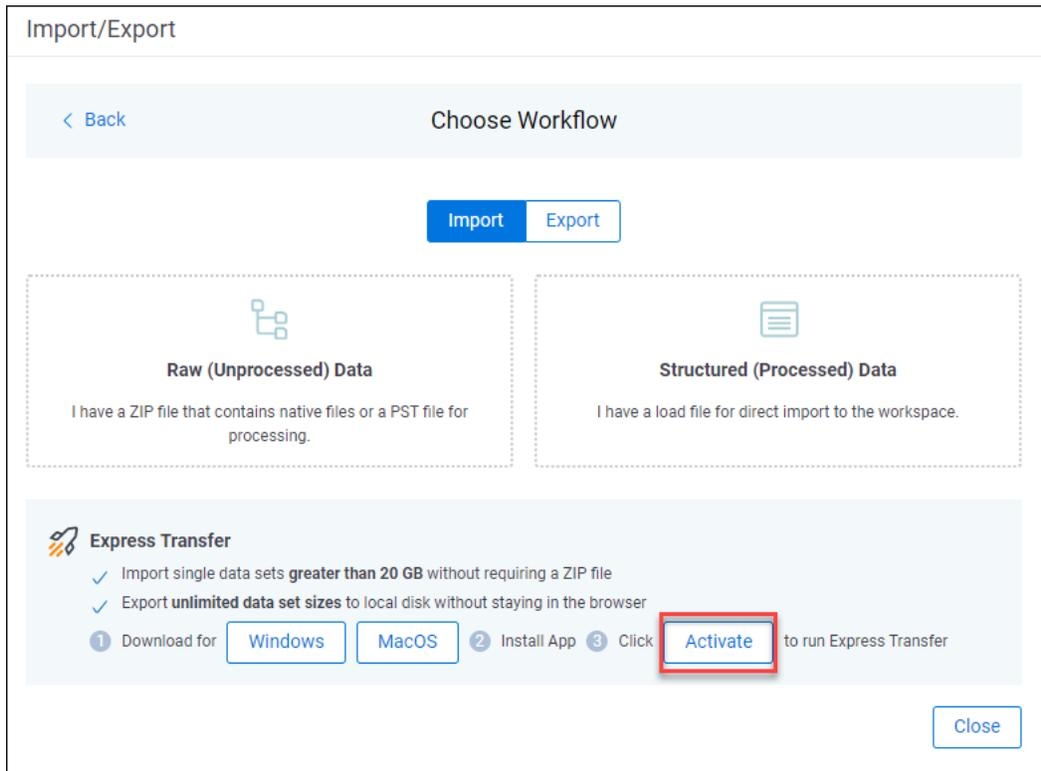 Import/Export
Back
Choose Workflow
Import
Export
Raw (Unprocessed) Data
I have a ZIP file that contains native files or a PST file for
processing.
Structured (Processed) Data
I have a load file for direct import to the workspace.
Express Transfer
Import single data sets greater than 20 GB without requiring a ZIP file
Export unlimited data set sizes to local disk without staying in the browser
1 Download for Windows MacOS 2 Install App 3 Click Activate to run Express Transfer
Close